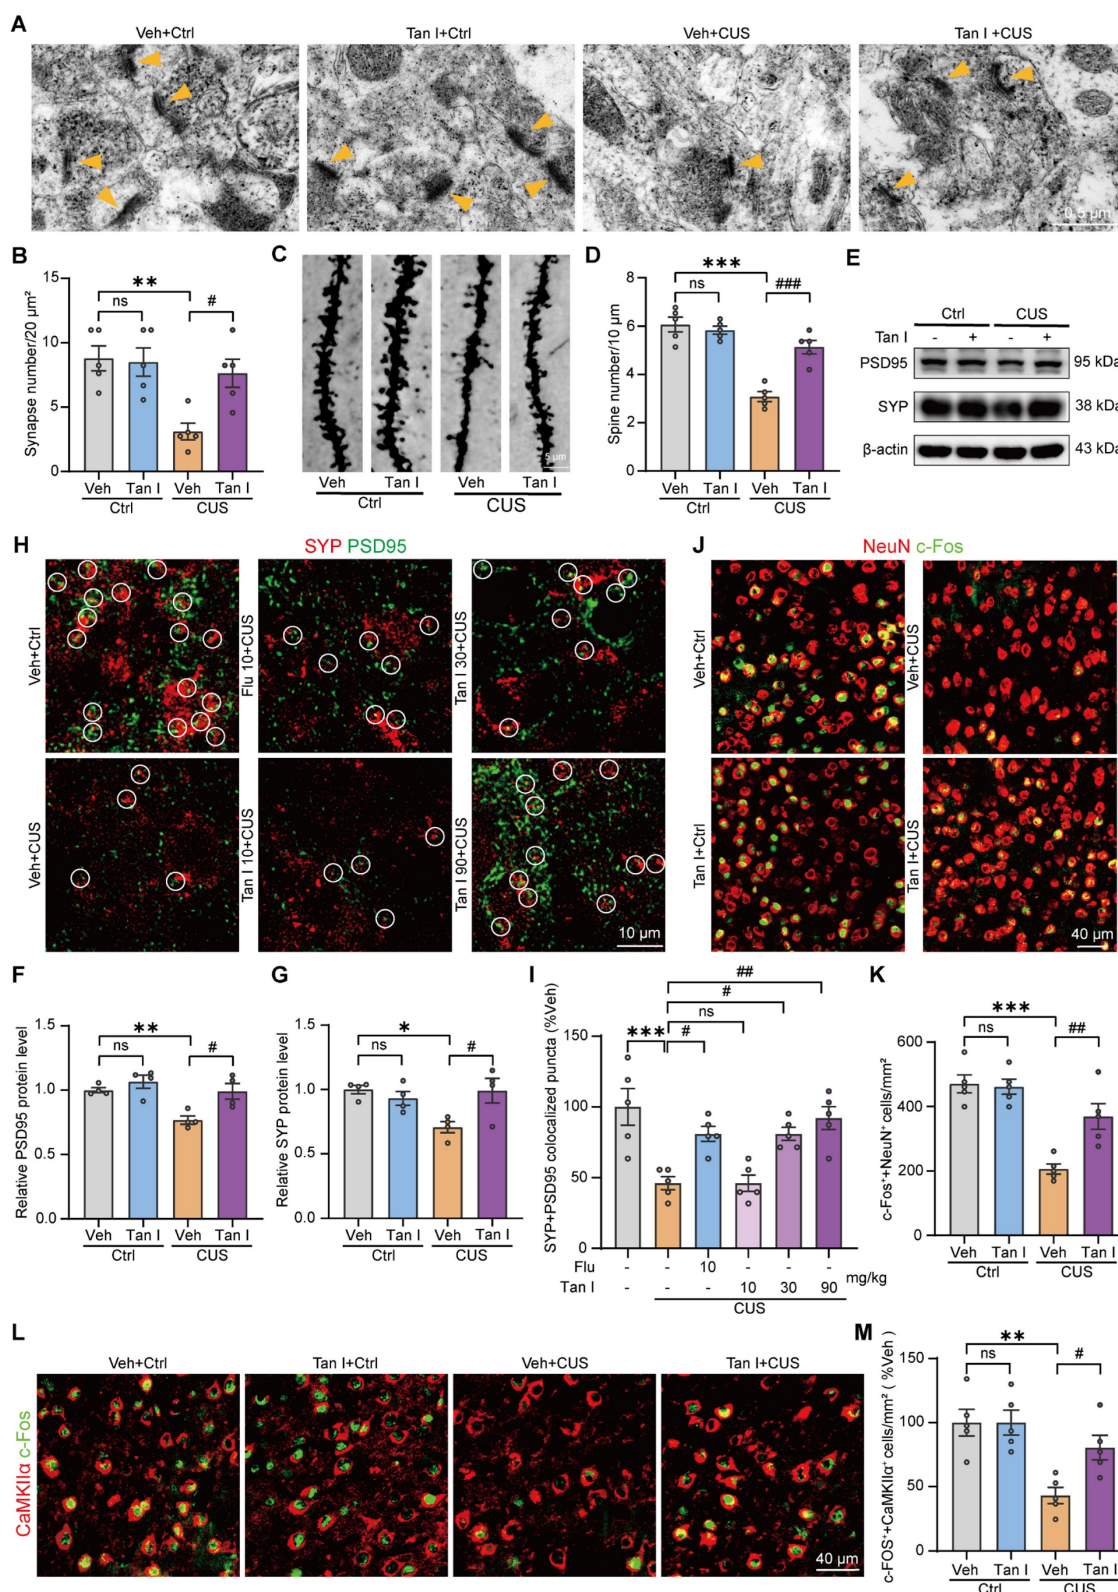 A
Veh+Ctrl
Tan I+Ctrl
Veh+CUS
Tan I +CUS
0.5 µm
B
Synapse number/20 µm²
15
10
5
0
**
ns
#
Veh Tan I Veh Tan I
Ctrl CUS
C
5 µm
Veh Tan I Veh Tan I
Ctrl CUS
D
Spine number/10 µm
8
6
4
2
0
***
ns
###
Veh Tan I Veh Tan I
Ctrl CUS
E
Ctrl CUS
Tan I - + - +
PSD95 95 kDa
SYP 38 kDa
β-actin 43 kDa
H
SYP PSD95
Veh+Ctrl
Flu 10+CUS
Tan I 30+CUS
Veh+CUS
Tan I 10+CUS
Tan I 90+CUS
10 µm
J
NeuN c-Fos
Veh+Ctrl
Veh+CUS
Tan I+Ctrl
Tan I+CUS
40 µm
F
Relative PSD95 protein level
1.5
1.0
0.5
0.0
**
ns
#
Veh Tan I Veh Tan I
Ctrl CUS
G
Relative SYP protein level
1.5
1.0
0.5
0.0
*
ns
#
Veh Tan I Veh Tan I
Ctrl CUS
I
SYP+PSD95 colocalized puncta (%Veh)
150
100
50
0
##
#
ns
*** #
Flu - - 10 - - -
Tan I - - - 10 30 90 mg/kg
CUS
K
c-Fos⁺+NeuN⁺ cells/mm²
600
400
200
0
***
ns
##
Veh Tan I Veh Tan I
Ctrl CUS
L
Veh+Ctrl
Tan I+Ctrl
Veh+CUS
Tan I+CUS
CaMKIIα c-Fos
40 µm
M
c-FOS⁺+CaMKIIα⁺ cells/mm² ( %Veh )
150
100
50
0
**
ns
#
Veh Tan I Veh Tan I
Ctrl CUS